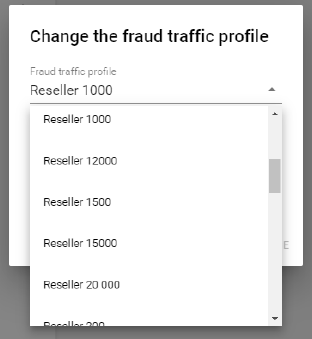 Change the fraud traffic profile
Fraud traffic profile
Reseller 1000
Reseller 1000
Reseller 12000
Reseller 1500
Reseller 15000
Reseller 20 000
Reseller 200
E